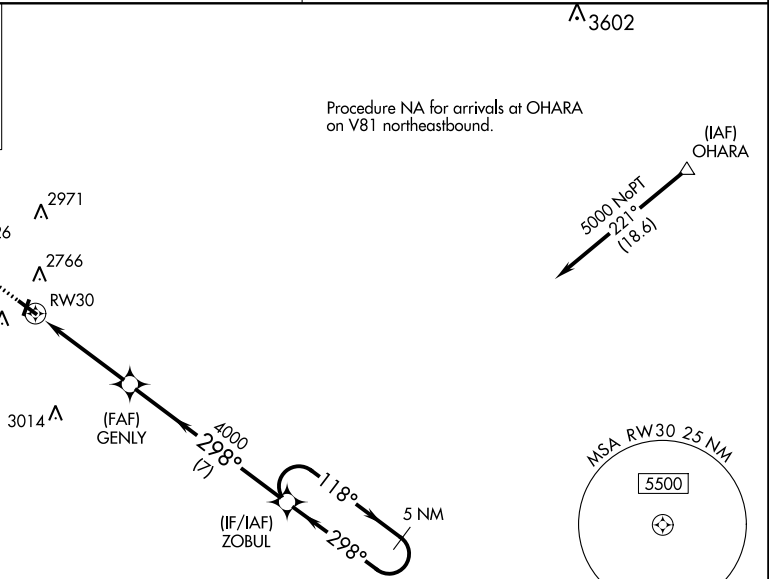 3602
Procedure NA for arrivals at OHARA
on V81 northeastbound.
(IAF)
OHARA
5000 NoPT
221°
(18.6)
2971
26
2766
RW30
3014
(FAF)
GENLY
4000
298°
(7)
118°
5 NM
298°
(IF/IAF)
ZOBUL
MSA RW30 25 NM
5500